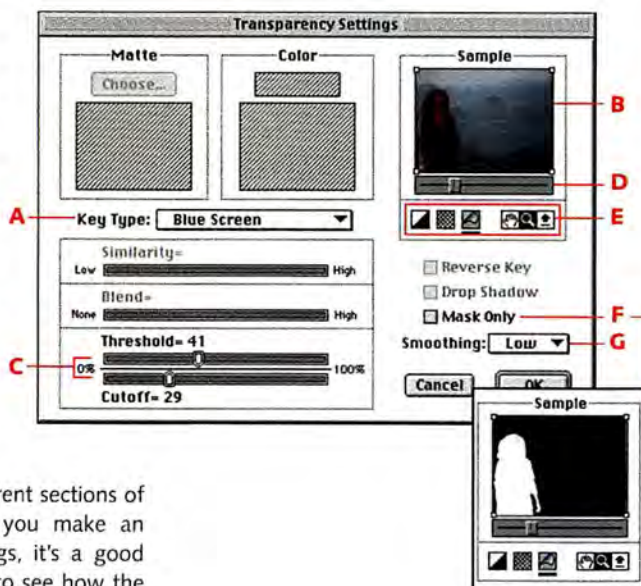 Transparency Settings
Matte
Color
Sample
Choose...
B
D
A
Key Type: Blue Screen
E
Similarity=
Low
High
Reverse Key
Blend=
Drop Shadow
None
High
Mask Only
F
Threshold= 41
Smoothing: Low
G
C
0%
100%
Cutoff= 29
Cancel
OK
Sample
rent sections of
you make an
gs, it's a good
to see how the